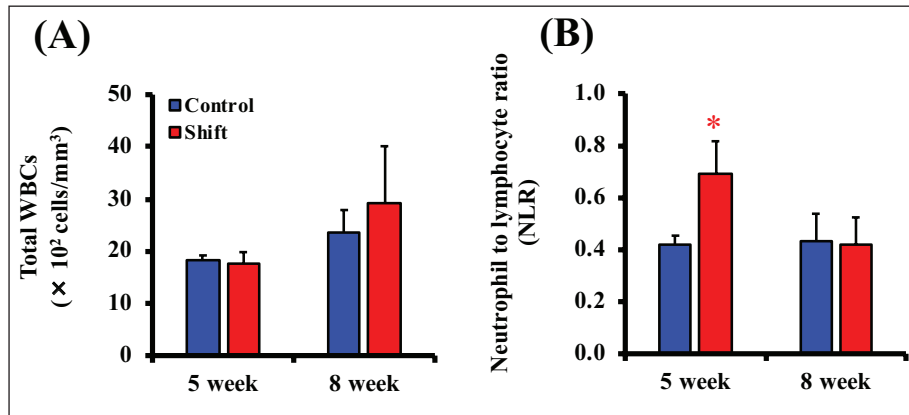 (A)
Total WBCs
(× 10² cells/mm³)
50
40
30
20
10
0
Control
Shift
5 week
8 week
(B)
Neutrophil to lymphocyte ratio
(NLR)
1.0
0.8
0.6
0.4
0.2
0.0
*
5 week
8 week